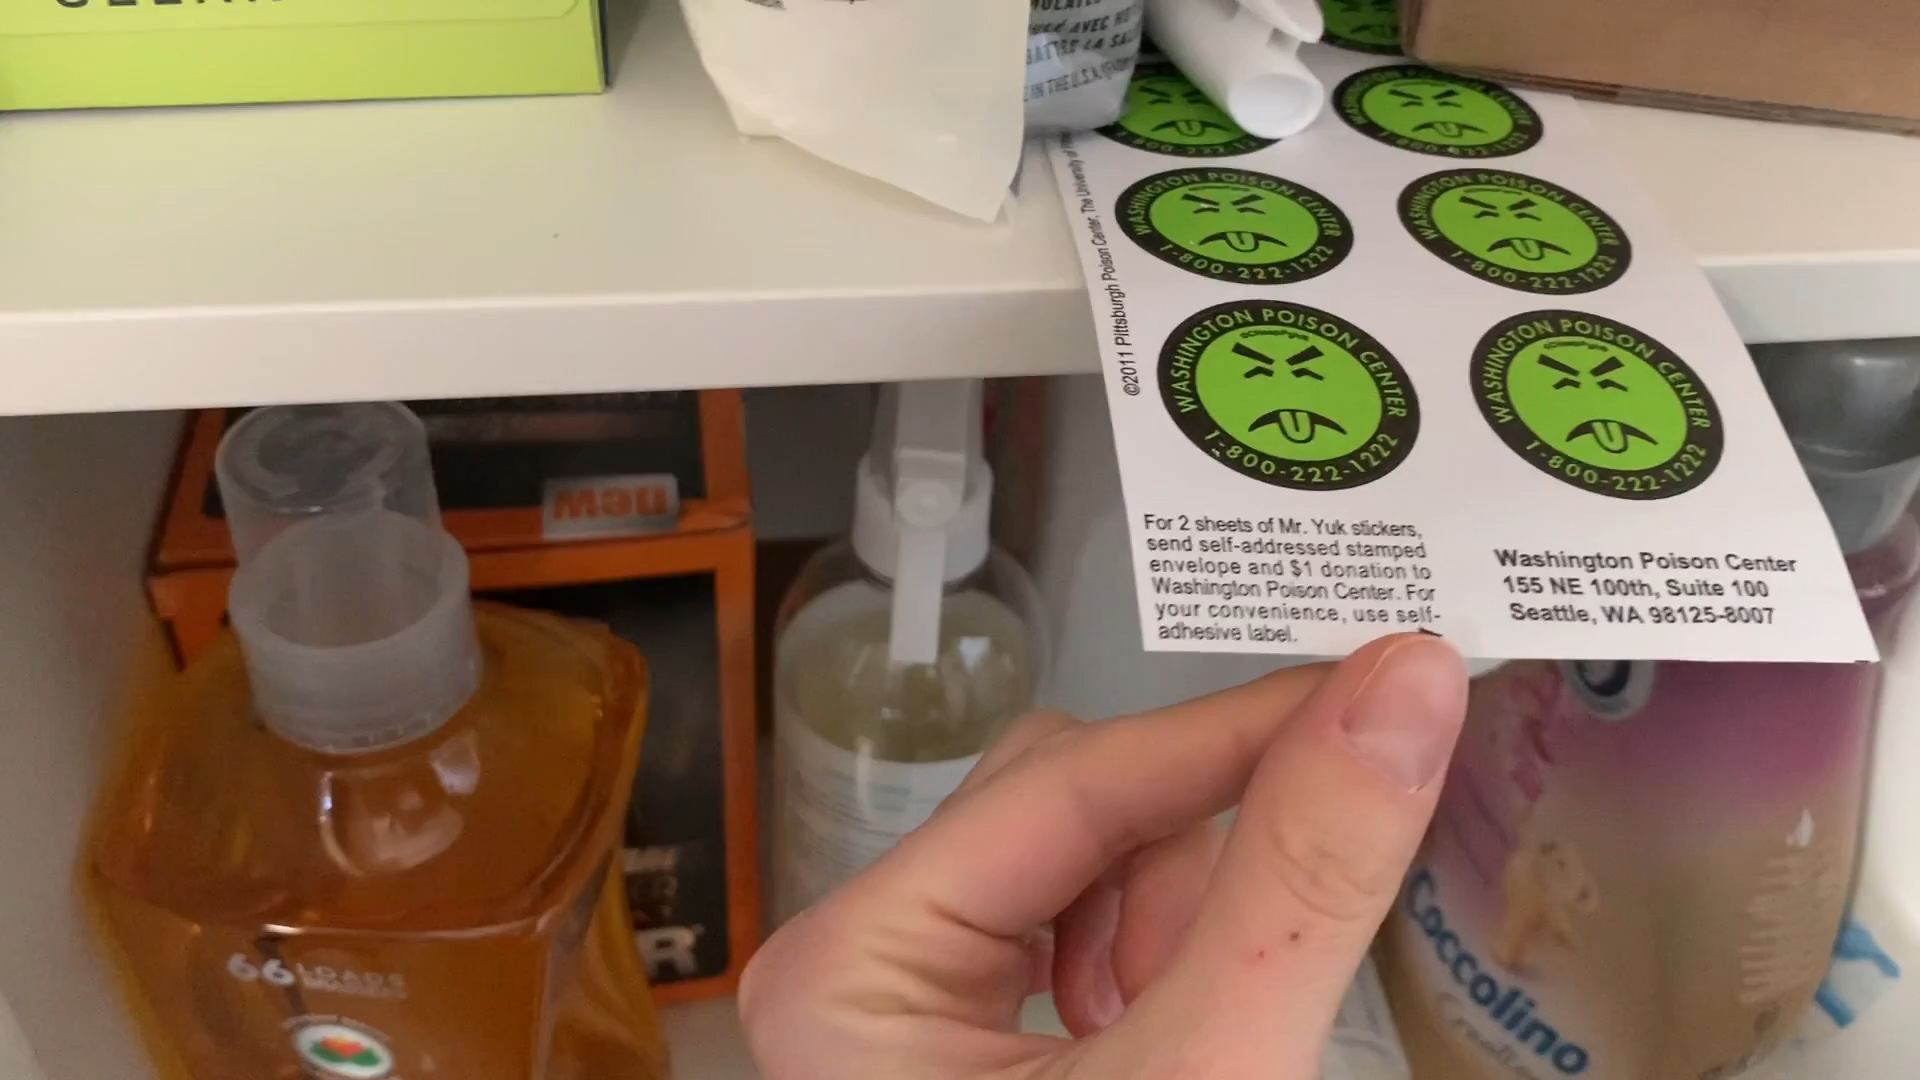 WASHINGTON POISON CENTER
1-800-222-1222
WASHINGTON POISON CENTER
1-800-222-1222
WASHINGTON POISON CENTER
1-800-222-1222
WASHINGTON POISON CENTER
1-800-222-1222
©2011 Pittsburgh Poison Center, The University of
For 2 sheets of Mr. Yuk stickers,
send self-addressed stamped
envelope and $1 donation to
Washington Poison Center. For
your convenience, use self-
adhesive label.
Washington Poison Center
155 NE 100th, Suite 100
Seattle, WA 98125-8007
AVEC
IN THE U.S.A.
new
66 LOADS
Coccolino